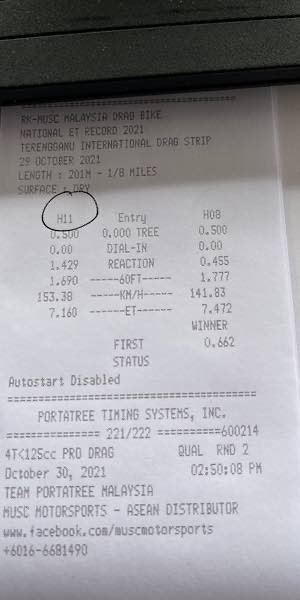 RK-MUSC MALAYSIA DRAG BIKE
NATIONAL ET RECORD 2021
TERENGGANU INTERNATIONAL DRAG STRIP
29 OCTOBER 2021
LENGTH : 201M - 1/8 MILES
SURFACE : DRY
H11 Entry H08
0.500 0.000 TREE 0.500
0.00 DIAL-IN 0.00
1.429 REACTION 0.455
1.690 -----60FT----- 1.777
153.38 -----KM/H----- 141.83
7.160 ------ET------ 7.472
WINNER
FIRST 0.662
STATUS
Autostart Disabled
========================================
PORTATREE TIMING SYSTEMS, INC.
=============== 221/222 ==========600214
4T<125cc PRO DRAG QUAL RND 2
October 30, 2021 02:50:08 PM
TEAM PORTATREE MALAYSIA
MUSC MOTORSPORTS - ASEAN DISTRIBUTOR
www.facebook.com/muscmotorsports
+6016-6681490